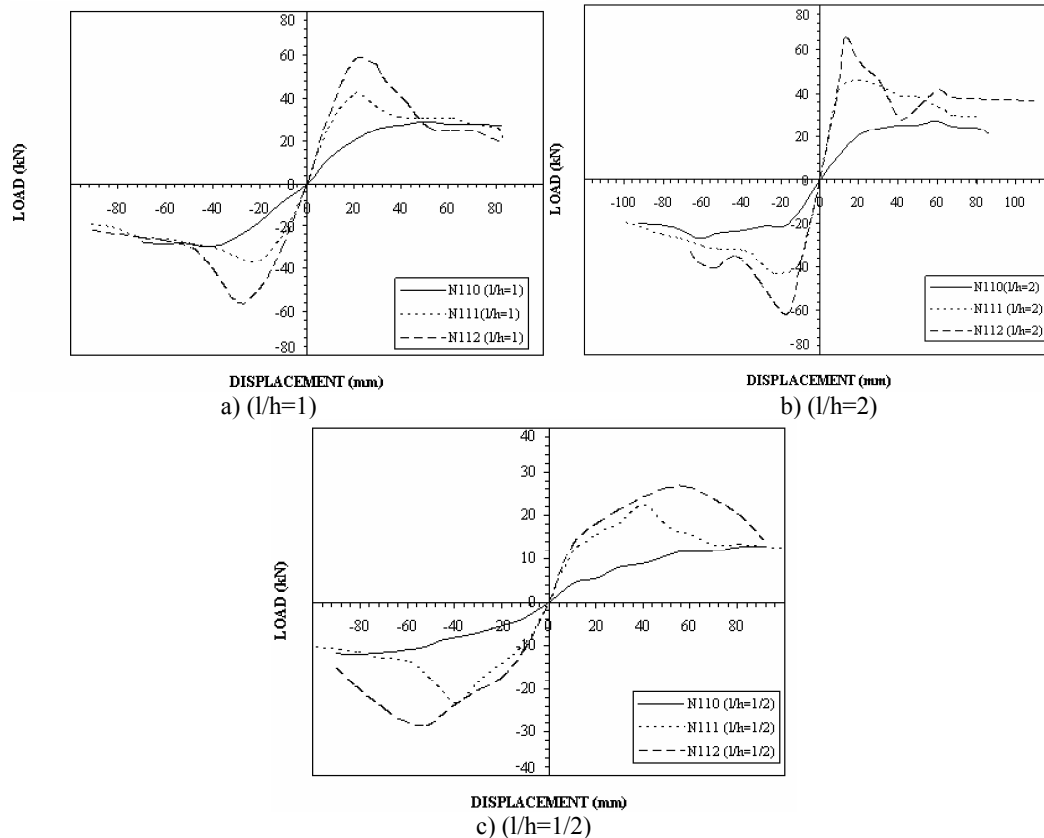 LOAD (kN)
80
60
40
20
0
-80 -60 -40 -20 0 20 40 60 80 100
-20
-40
-60
-80
N110 (l/h=1)
N111(l/h=1)
N112 (l/h=1)
DISPLACEMENT (mm)
a) (l/h=1)
LOAD (kN)
80
60
40
20
0
-100 -80 -60 -40 -20 0 20 40 60 80 100
-20
-40
-60
-80
N110(l/h=2)
N111 (l/h=2)
N112 (l/h=2)
DISPLACEMENT (mm)
b) (l/h=2)
LOAD (kN)
40
30
20
10
0
-80 -60 -40 -20 0 20 40 60 80
-10
-20
-30
-40
N110 (l/h=1/2)
N111 (l/h=1/2)
N112 (l/h=1/2)
DISPLACEMENT (mm)
c) (l/h=1/2)